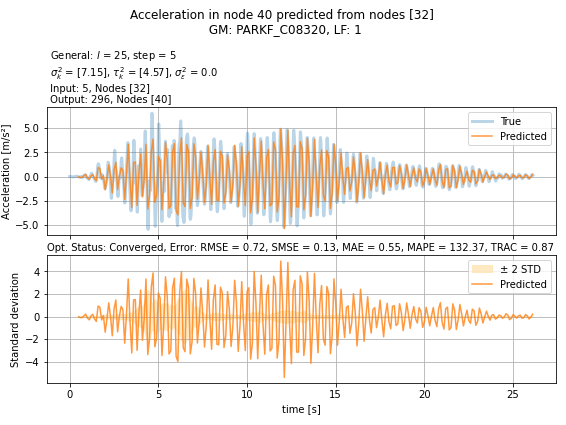 Acceleration in node 40 predicted from nodes [32]
GM: PARKF_C08320, LF: 1
General: l = 25, step = 5
σ²ₖ = [7.15], τ²ₖ = [4.57], σ²ε = 0.0
Input: 5, Nodes [32]
Output: 296, Nodes [40]
Acceleration [m/s²]
5.0
2.5
0.0
−2.5
−5.0
True
Predicted
Opt. Status: Converged, Error: RMSE = 0.72, SMSE = 0.13, MAE = 0.55, MAPE = 132.37, TRAC = 0.87
Standard deviation
4
2
0
−2
−4
± 2 STD
Predicted
0
5
10
15
20
25
time [s]